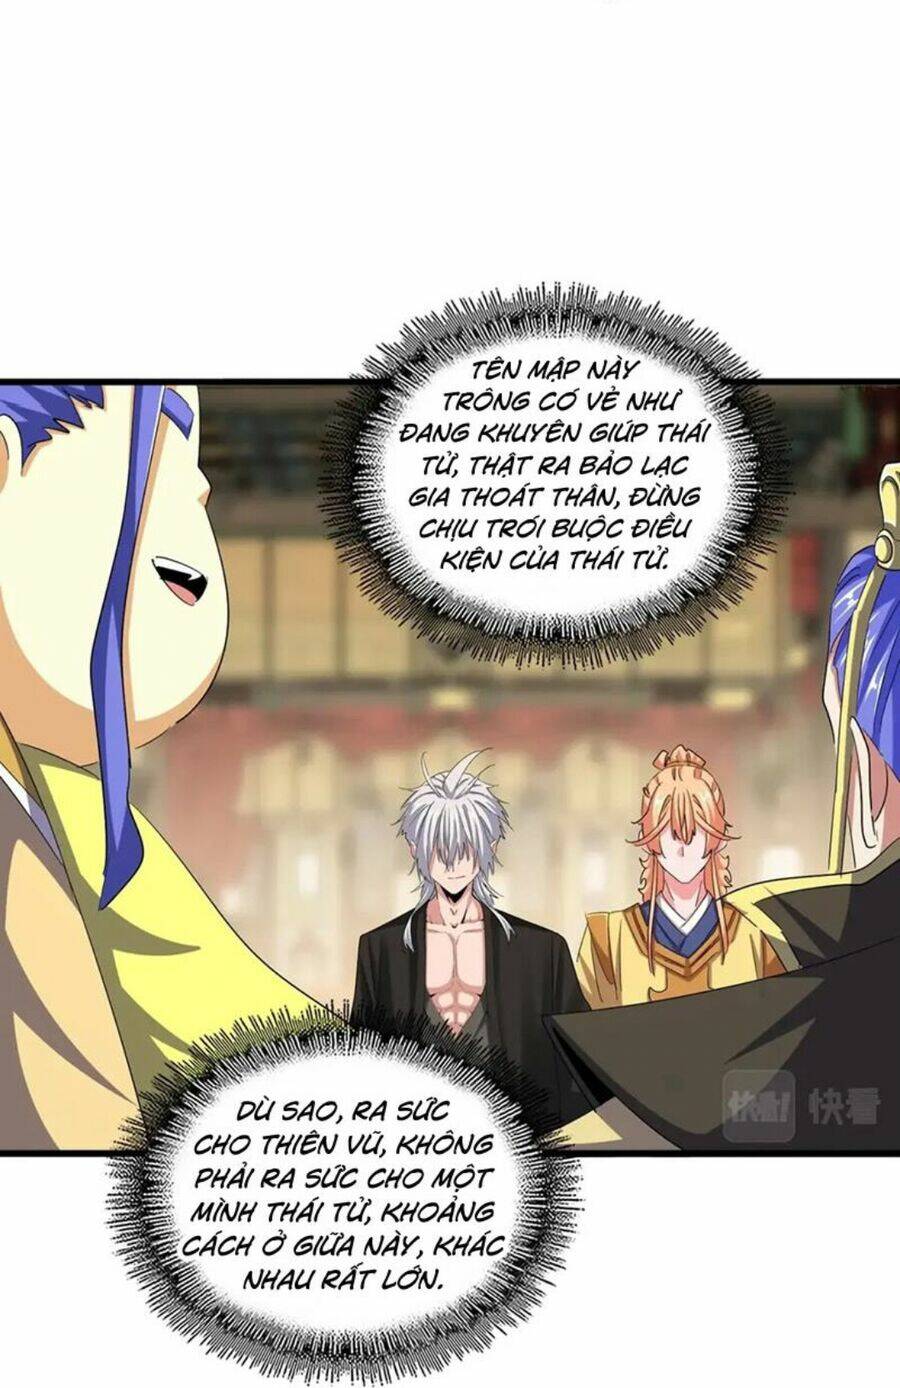 TÊN MẬP NÀY
TRÔNG CÓ VẺ NHƯ
ĐANG KHUYÊN GIÚP THÁI
TỬ, THẬT RA BẢO LẠC
GIA THOÁT THÂN, ĐỪNG
CHỊU TRÓI BUỘC ĐIỀU
KIỆN CỦA THÁI TỬ.
DÙ SAO, RA SỨC
CHO THIÊN VŨ, KHÔNG
PHẢI RA SỨC CHO MỘT
MÌNH THÁI TỬ, KHOẢNG
CÁCH Ở GIỮA NÀY, KHÁC
NHAU RẤT LỚN.
快看! 快看